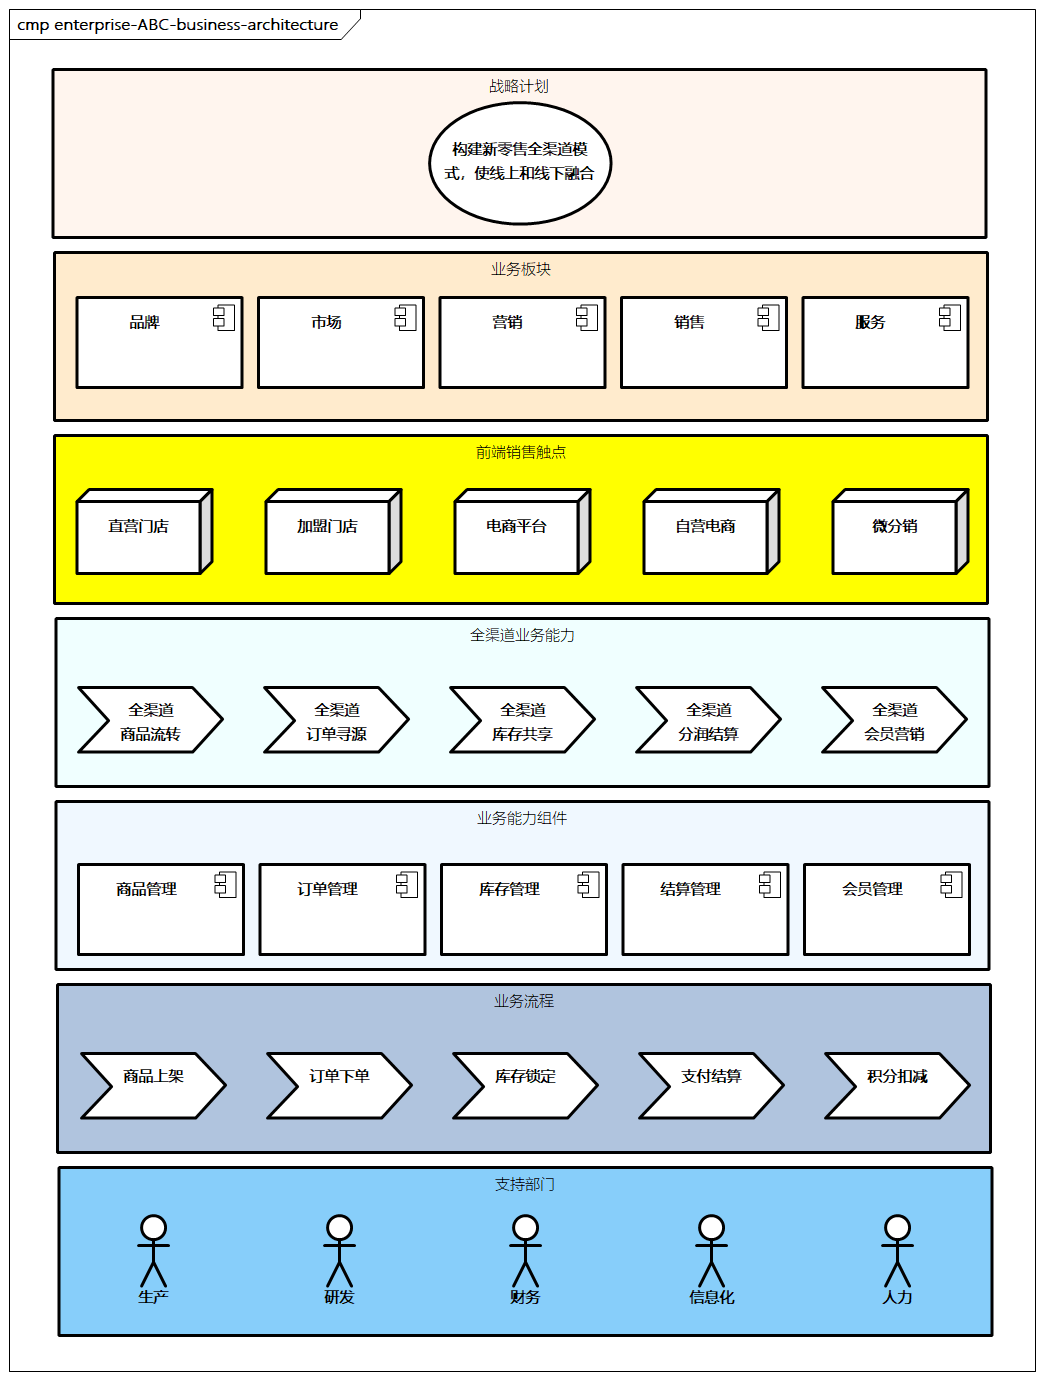 cmp enterprise-ABC-business-architecture
战略计划
构建新零售全渠道模
式，使线上和线下融合
业务板块
品牌
市场
营销
销售
服务
前端销售触点
直营门店
加盟门店
电商平台
自营电商
微分销
全渠道业务能力
全渠道
商品流转
全渠道
订单寻源
全渠道
库存共享
全渠道
分润结算
全渠道
会员营销
业务能力组件
商品管理
订单管理
库存管理
结算管理
会员管理
业务流程
商品上架
订单下单
库存锁定
支付结算
积分扣减
支持部门
生产
研发
财务
信息化
人力